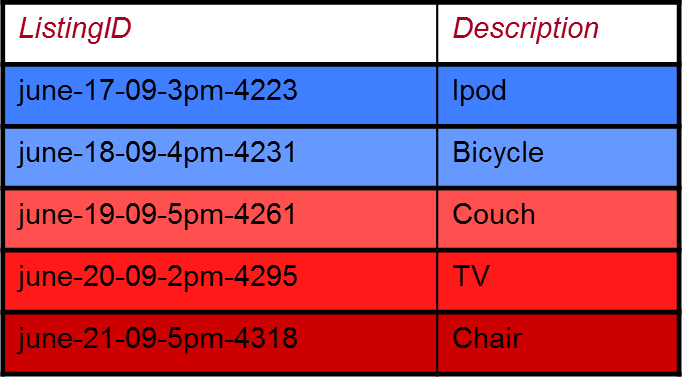 ListingID Description
june-17-09-3pm-4223 Ipod
june-18-09-4pm-4231 Bicycle
june-19-09-5pm-4261 Couch
june-20-09-2pm-4295 TV
june-21-09-5pm-4318 Chair